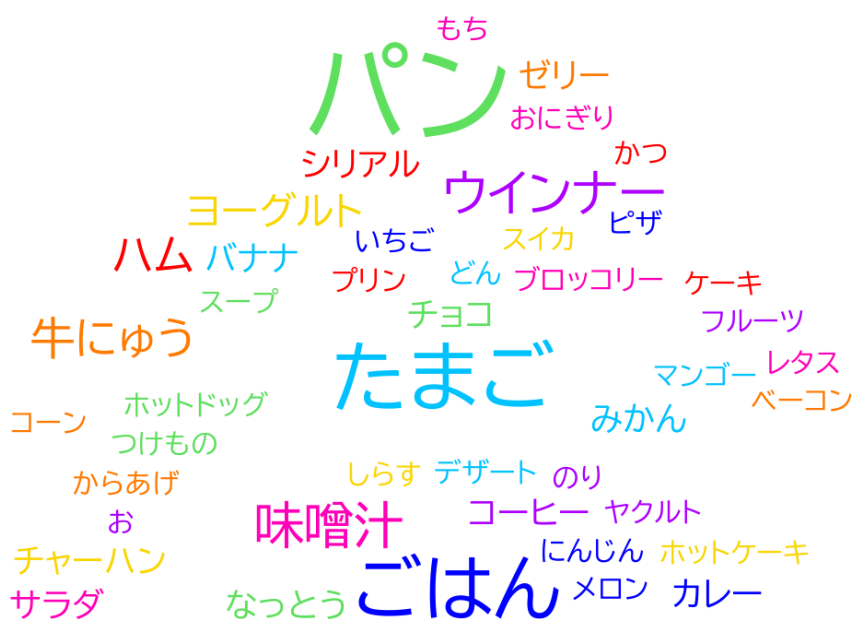 もち
パン
ゼリー
おにぎり
かつ
シリアル
ウインナー
ヨーグルト
ピザ
いちご
スイカ
ハム
バナナ
プリン
どん
ブロッコリー
ケーキ
スープ
チョコ
フルーツ
牛にゅう
たまご
マンゴー
レタス
ベーコン
ホットドッグ
コーン
みかん
つけもの
からあげ
しらす
デザート
のり
お
味噌汁
コーヒー
ヤクルト
チャーハン
にんじん
ホットケーキ
サラダ
なっとう
ごはん
メロン
カレー